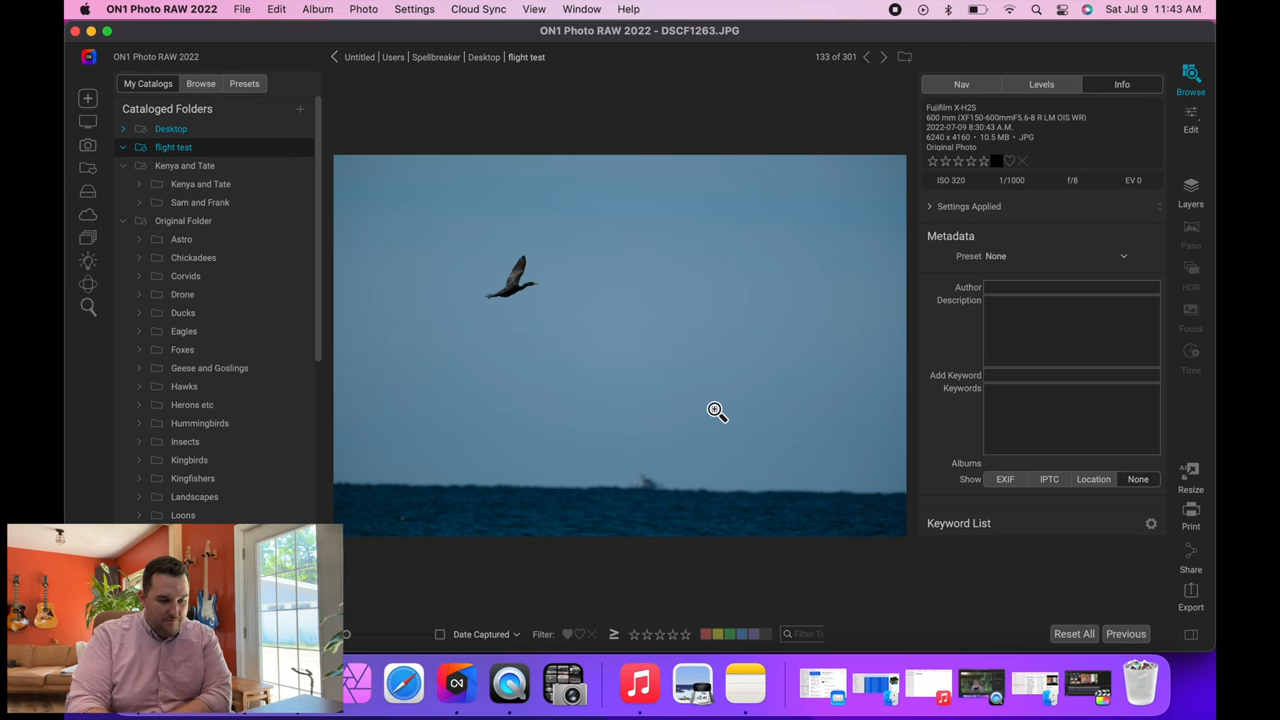 ON1 Photo RAW 2022 File Edit Album Photo Settings Cloud Sync View Window Help Sat Jul 9 11:43 AM
ON1 Photo RAW 2022 - DSCF1263.JPG
ON1 Photo RAW 2022
Untitled Users Spellbreaker Desktop flight test
133 of 301
My Catalogs Browse Presets
Nav Levels Info
Browse
Cataloged Folders +
Desktop
flight test
Kenya and Tate
Kenya and Tate
Sam and Frank
Original Folder
Astro
Chickadees
Corvids
Drone
Ducks
Eagles
Foxes
Geese and Goslings
Hawks
Herons etc
Hummingbirds
Insects
Kingbirds
Kingfishers
Landscapes
Loons
Fujifilm X-H2S
600 mm (XF150-600mmF5.6-8 R LM OIS WR)
2022-07-09 8:30:43 A.M.
6240 x 4160 • 10.5 MB • JPG
Original Photo
ISO 320 1/1000 f/8 EV 0
Settings Applied
Metadata
Preset None
Author
Description
Add Keyword
Keywords
Albums
Show EXIF IPTC Location None
Keyword List
Edit
Layers
Pano
HDR
Focus
Time
AI
Resize
Print
Share
Export
Date Captured Filter: ≥ Filter Te
Reset All Previous